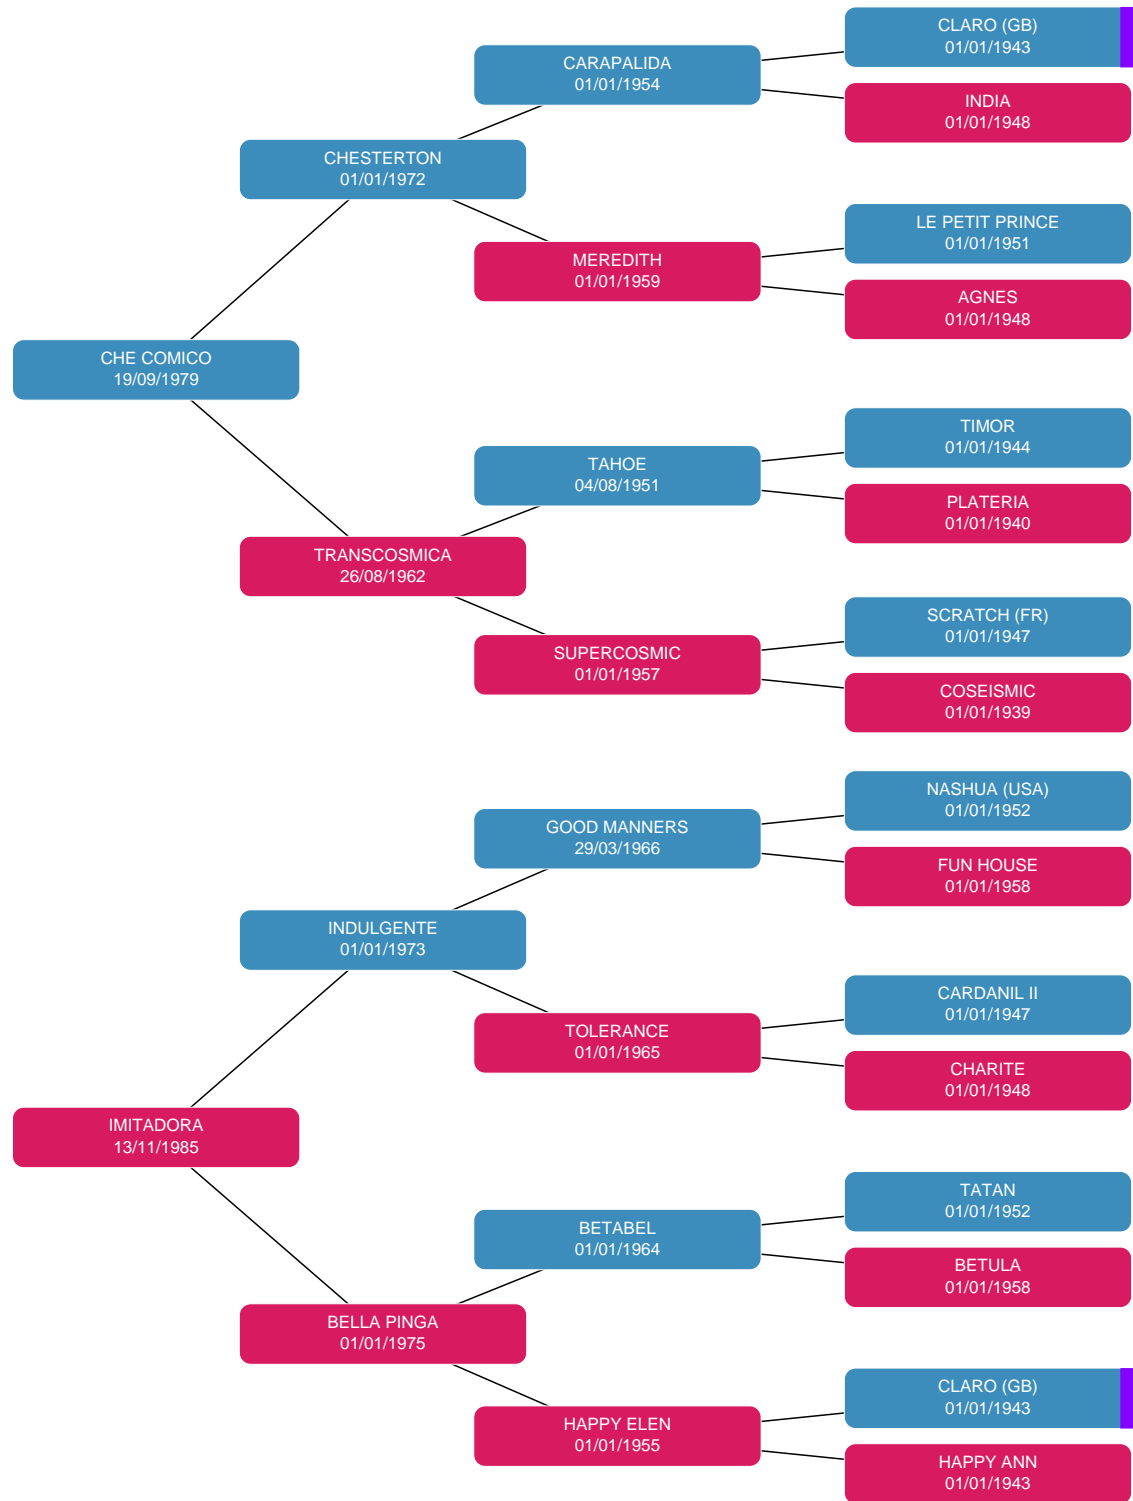 CLARO (GB)
01/01/1943
CARAPALIDA
01/01/1954
INDIA
01/01/1948
CHESTERTON
01/01/1972
LE PETIT PRINCE
01/01/1951
MEREDITH
01/01/1959
AGNES
01/01/1948
CHE COMICO
19/09/1979
TIMOR
01/01/1944
TAHOE
04/08/1951
PLATERIA
01/01/1940
TRANSCOSMICA
26/08/1962
SCRATCH (FR)
01/01/1947
SUPERCOSMIC
01/01/1957
COSEISMIC
01/01/1939
NASHUA (USA)
01/01/1952
GOOD MANNERS
29/03/1966
FUN HOUSE
01/01/1958
INDULGENTE
01/01/1973
CARDANIL II
01/01/1947
TOLERANCE
01/01/1965
CHARITE
01/01/1948
IMITADORA
13/11/1985
TATAN
01/01/1952
BETABEL
01/01/1964
BETULA
01/01/1958
BELLA PINGA
01/01/1975
CLARO (GB)
01/01/1943
HAPPY ELEN
01/01/1955
HAPPY ANN
01/01/1943